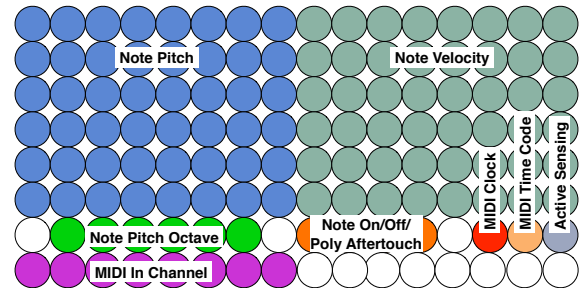 Note Pitch
Note Velocity
MIDI Clock
MIDI Time Code
Active Sensing
Note Pitch Octave
Note On/Off/
Poly Aftertouch
MIDI In Channel